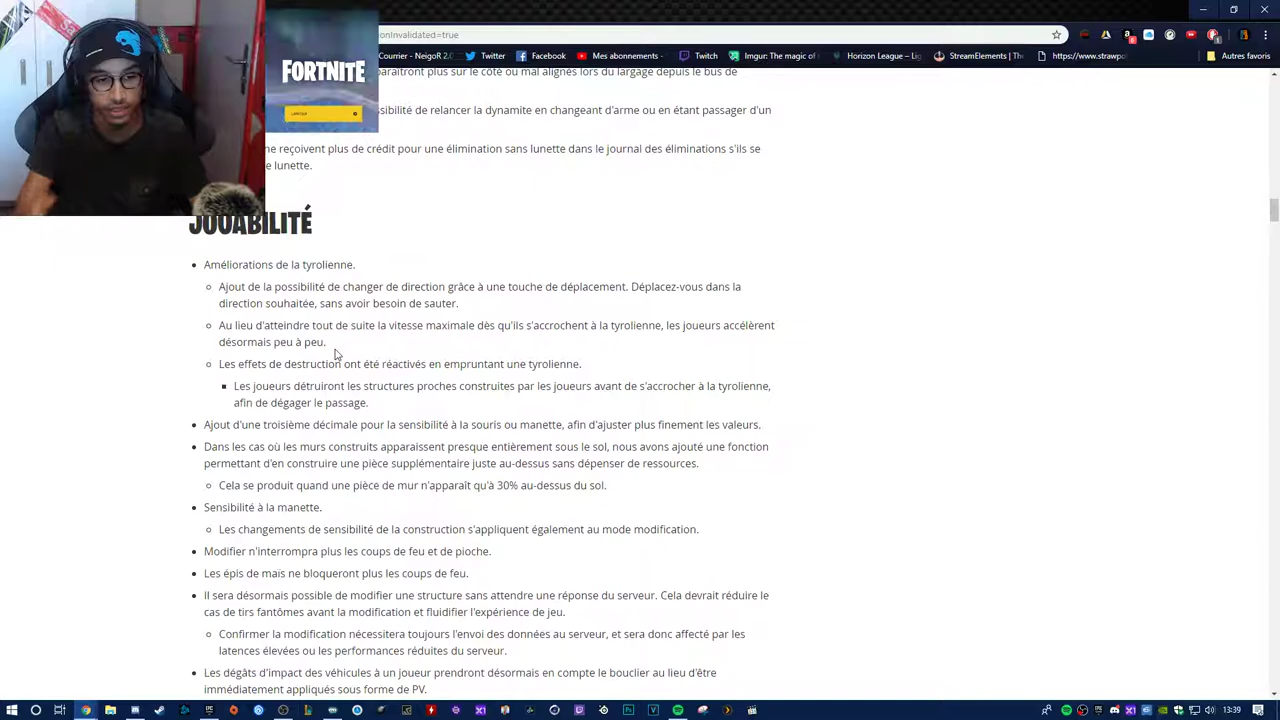 onInvalidated=true
Courrier - NeigoR 2.0
Twitter
Facebook
Mes abonnements -
Twitch
Imgur: The magic of
Horizon League – Lig
StreamElements |
https://www.strawpo
Autres favoris
FORTNITE
paraîtront plus sur le côté ou mal alignés lors du largage depuis le bus de
ssibilité de relancer la dynamite en changeant d'arme ou en étant passager d'un
ne reçoivent plus de crédit pour une élimination sans lunette dans le journal des éliminations s'ils se
e lunette.
JOUABILITÉ
Améliorations de la tyrolienne.
Ajout de la possibilité de changer de direction grâce à une touche de déplacement. Déplacez-vous dans la
direction souhaitée, sans avoir besoin de sauter.
Au lieu d'atteindre tout de suite la vitesse maximale dès qu'ils s'accrochent à la tyrolienne, les joueurs accélèrent
désormais peu à peu.
Les effets de destruction ont été réactivés en empruntant une tyrolienne.
Les joueurs détruiront les structures proches construites par les joueurs avant de s'accrocher à la tyrolienne,
afin de dégager le passage.
Ajout d'une troisième décimale pour la sensibilité à la souris ou manette, afin d'ajuster plus finement les valeurs.
Dans les cas où les murs construits apparaissent presque entièrement sous le sol, nous avons ajouté une fonction
permettant d'en construire une pièce supplémentaire juste au-dessus sans dépenser de ressources.
Cela se produit quand une pièce de mur n'apparaît qu'à 30% au-dessus du sol.
Sensibilité à la manette.
Les changements de sensibilité de la construction s'appliquent également au mode modification.
Modifier n'interrompra plus les coups de feu et de pioche.
Les épis de maïs ne bloqueront plus les coups de feu.
Il sera désormais possible de modifier une structure sans attendre une réponse du serveur. Cela devrait réduire le
cas de tirs fantômes avant la modification et fluidifier l'expérience de jeu.
Confirmer la modification nécessitera toujours l'envoi des données au serveur, et sera donc affecté par les
latences élevées ou les performances réduites du serveur.
Les dégâts d'impact des véhicules à un joueur prendront désormais en compte le bouclier au lieu d'être
immédiatement appliqués sous forme de PV.
13:39